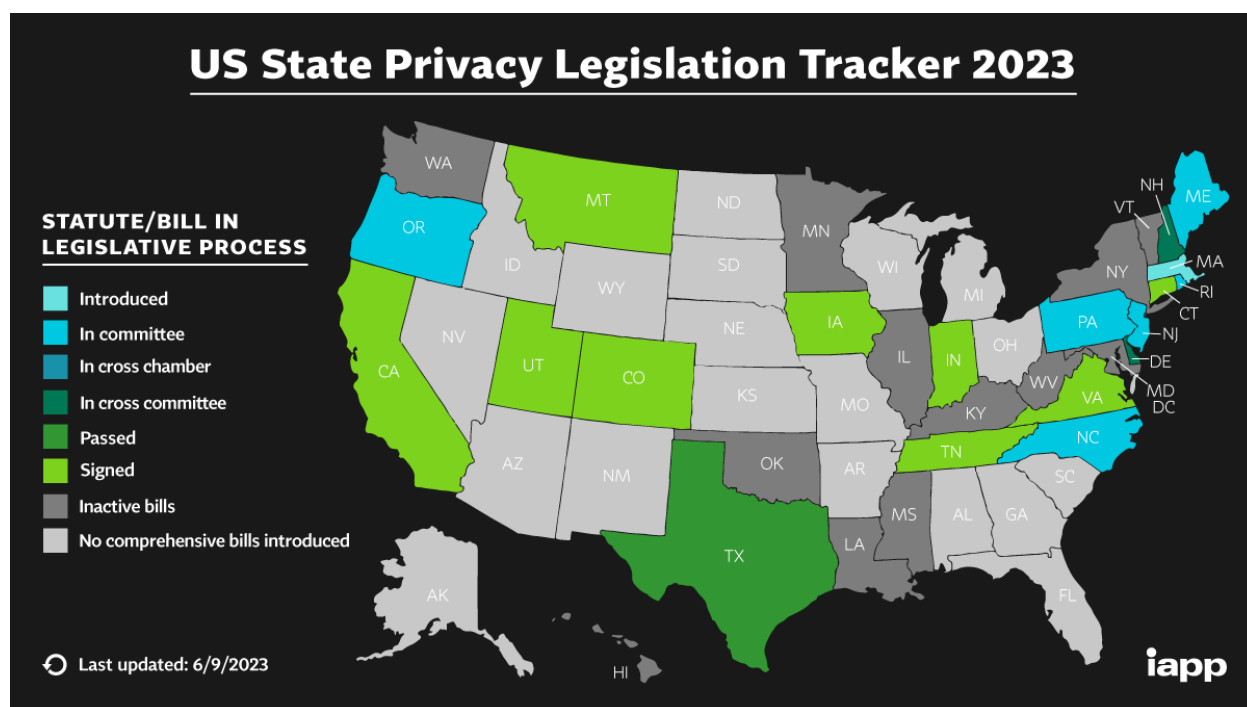 US State Privacy Legislation Tracker 2023
STATUTE/BILL IN
LEGISLATIVE PROCESS
Introduced
In committee
In cross chamber
In cross committee
Passed
Signed
Inactive bills
No comprehensive bills introduced
Last updated: 6/9/2023
WA
OR
CA
NV
ID
MT
WY
UT
CO
AZ
NM
ND
SD
NE
KS
OK
TX
MN
IA
MO
AR
LA
WI
IL
MI
IN
OH
KY
TN
MS
AL
GA
FL
SC
NC
VA
WV
PA
NY
VT
NH
ME
MA
RI
CT
NJ
DE
MD
DC
AK
HI
iapp